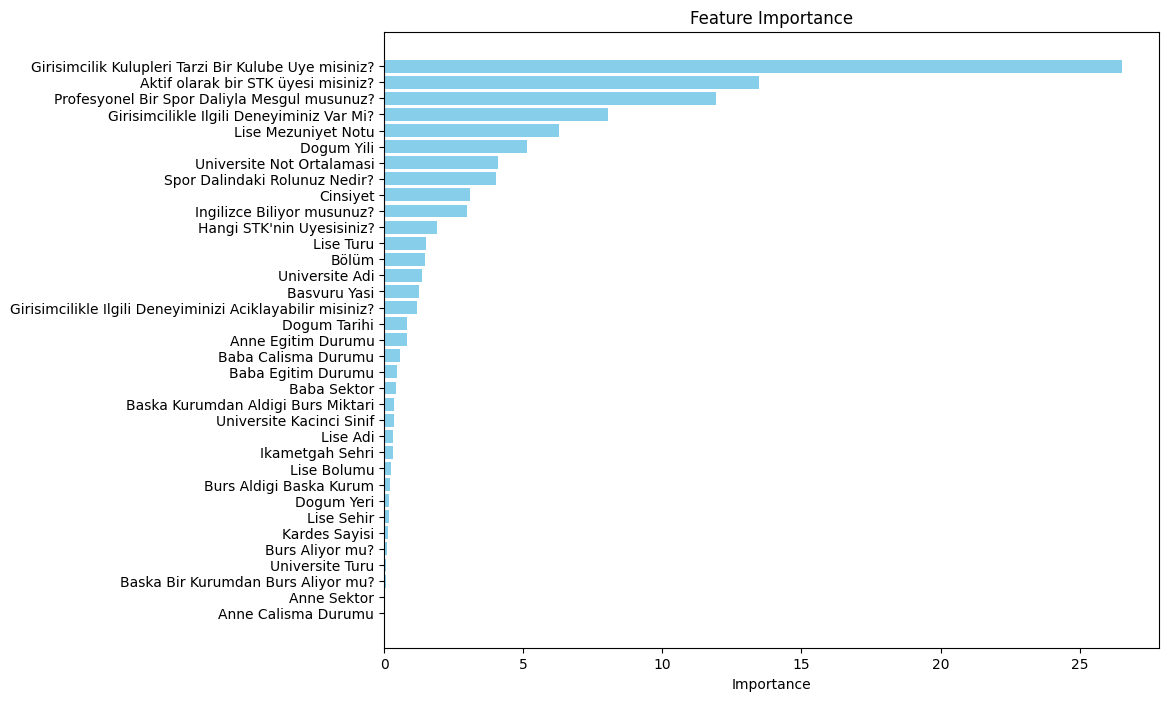 Feature Importance
Girisimcilik Kulupleri Tarzi Bir Kulube Uye misiniz?
Aktif olarak bir STK üyesi misiniz?
Profesyonel Bir Spor Daliyla Mesgul musunuz?
Girisimcilikle Ilgili Deneyiminiz Var Mi?
Lise Mezuniyet Notu
Dogum Yili
Universite Not Ortalamasi
Spor Dalindaki Rolunuz Nedir?
Cinsiyet
Ingilizce Biliyor musunuz?
Hangi STK'nin Uyesisiniz?
Lise Turu
Bölüm
Universite Adi
Basvuru Yasi
Girisimcilikle Ilgili Deneyiminizi Aciklayabilir misiniz?
Dogum Tarihi
Anne Egitim Durumu
Baba Calisma Durumu
Baba Egitim Durumu
Baba Sektor
Baska Kurumdan Aldigi Burs Miktari
Universite Kacinci Sinif
Lise Adi
Ikametgah Sehri
Lise Bolumu
Burs Aldigi Baska Kurum
Dogum Yeri
Lise Sehir
Kardes Sayisi
Burs Aliyor mu?
Universite Turu
Baska Bir Kurumdan Burs Aliyor mu?
Anne Sektor
Anne Calisma Durumu
0 5 10 15 20 25
Importance